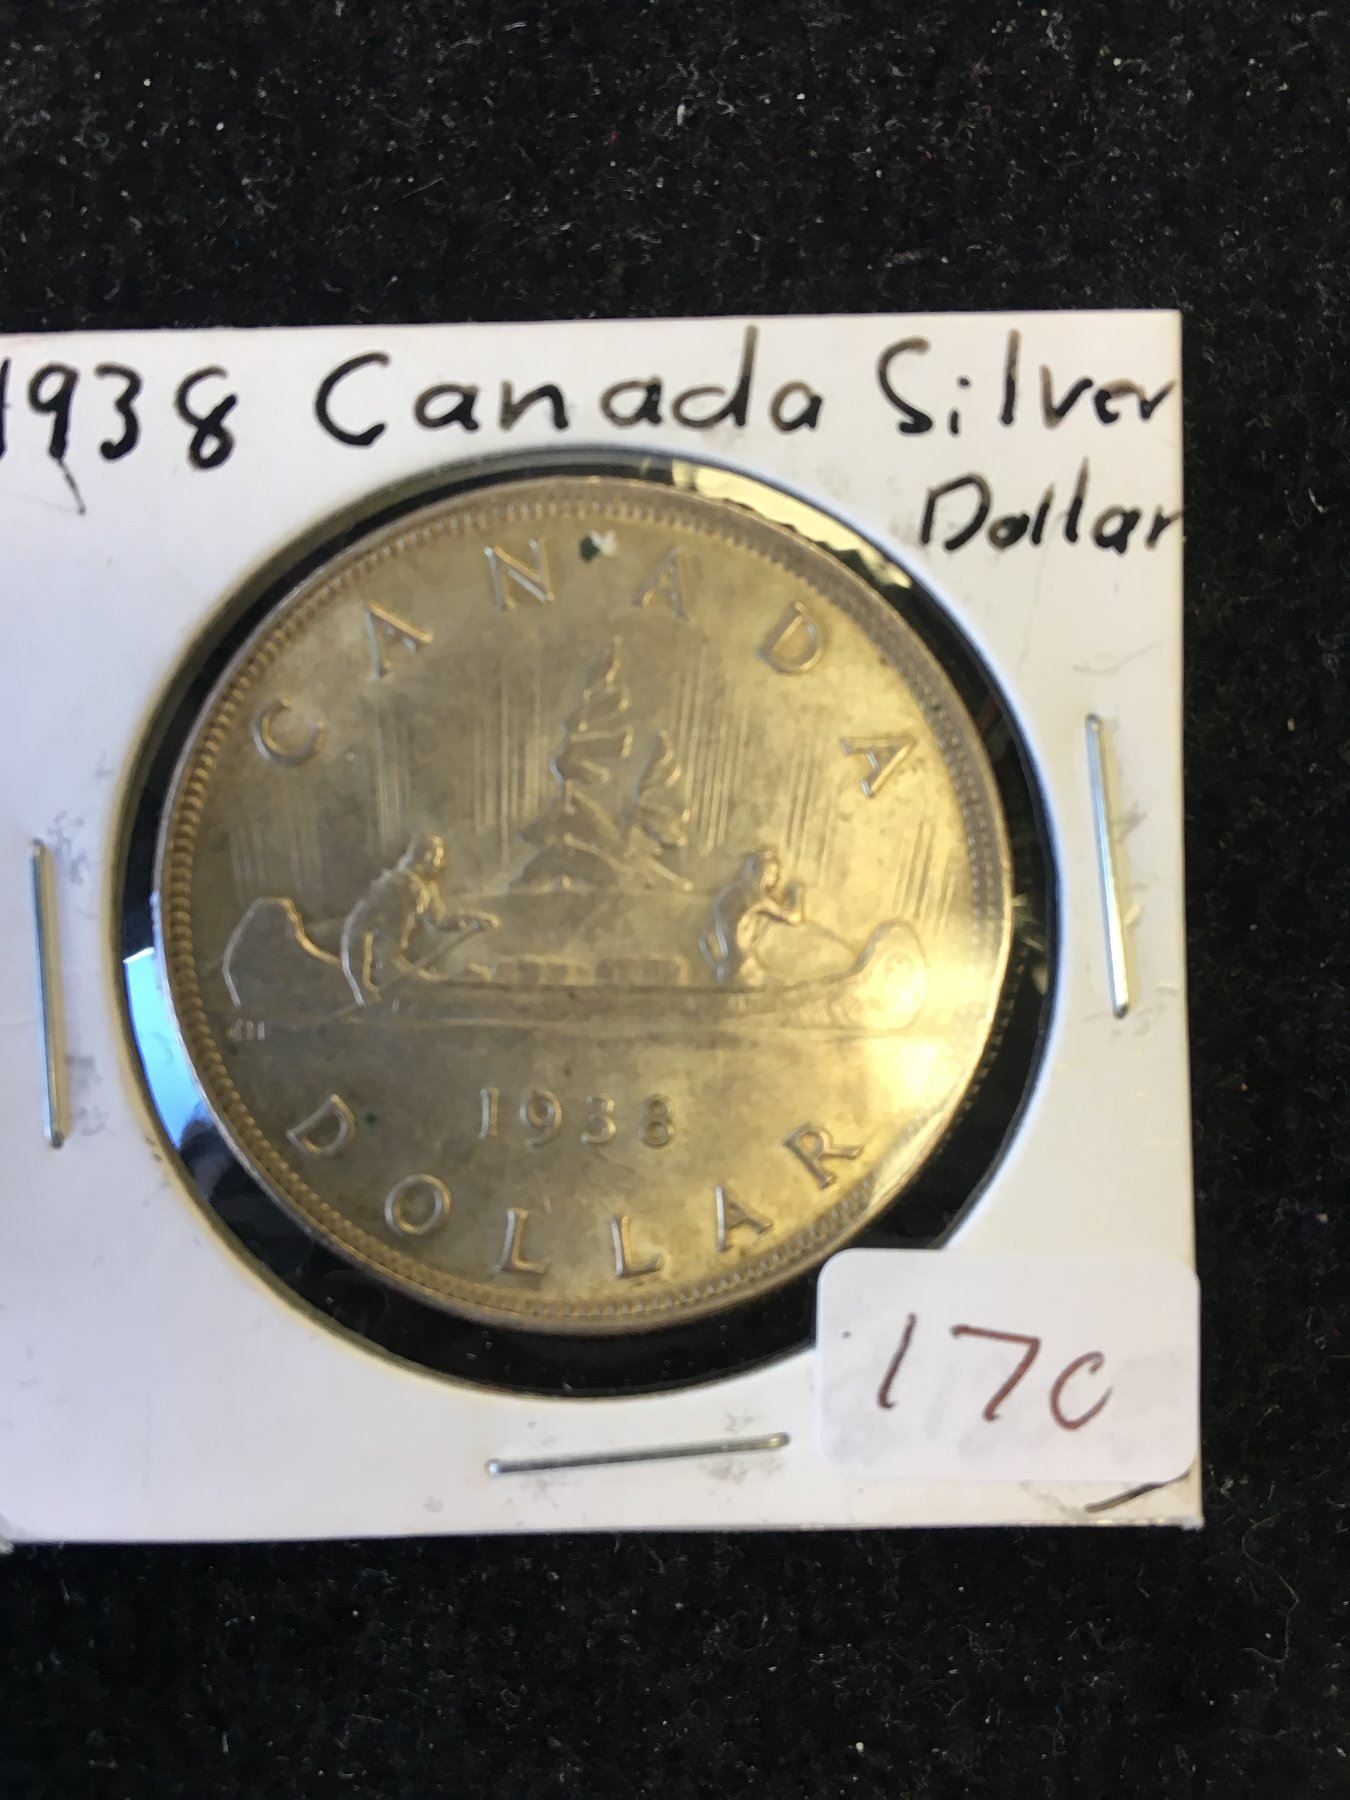 1938 Canada Silver
Dollar
CANADA
1938
DOLLAR
17c